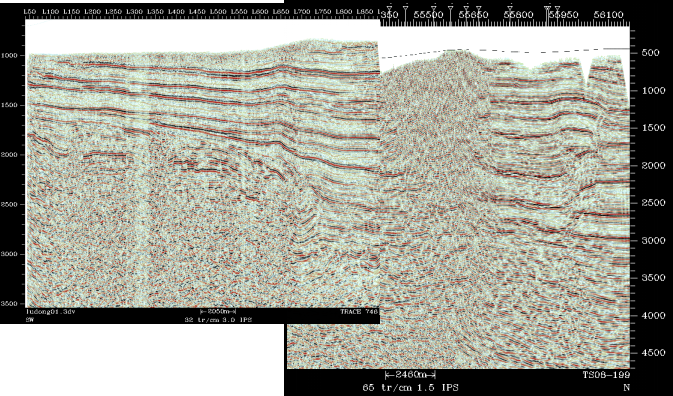 L50 L100 L150 L200 L250 L300 L350 L400 L450 L500 L550 L600 L650 L700 L750 L800 L850
55500 55650 55800 55950 56100
1000
1500
2000
2500
3000
3500
500
1000
1500
2000
2500
3000
3500
4000
4500
ludong01.3dv
2050m
TRACE 746
SW
32 tr/cm 3.0 IPS
2460m
TS08-199
65 tr/cm 1.5 IPS
N